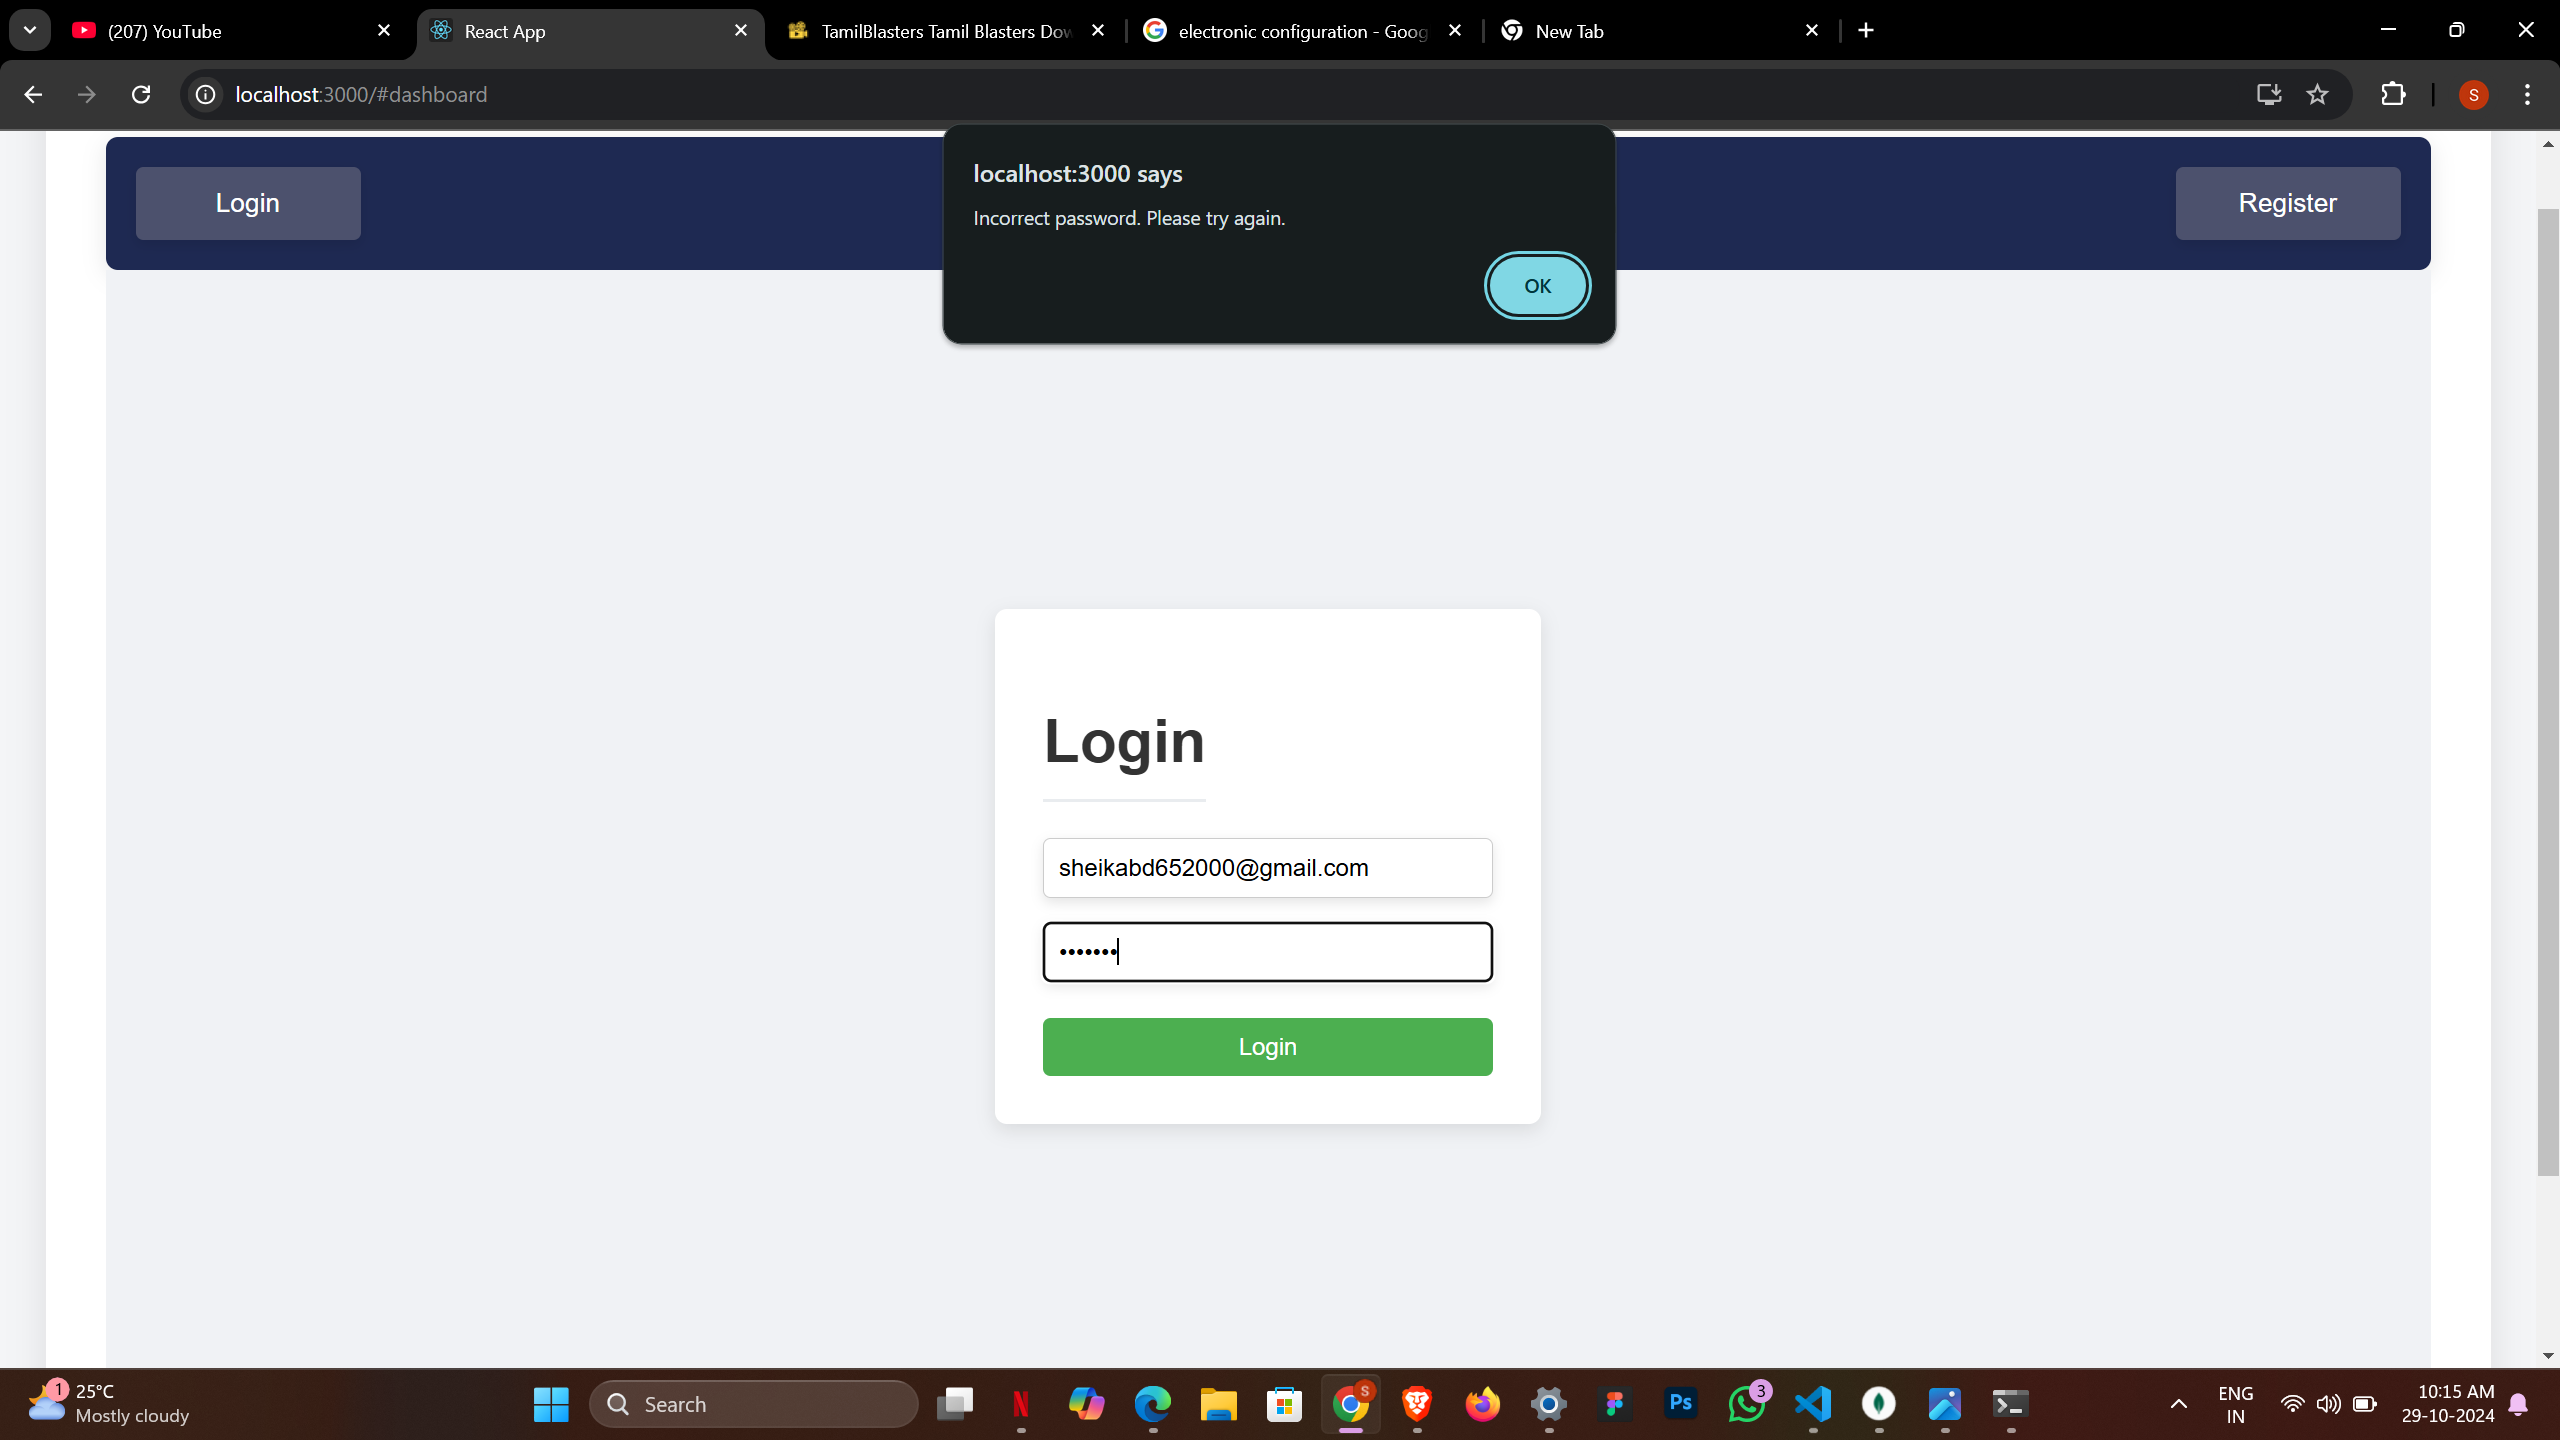 (207) YouTube
React App
TamilBlasters Tamil Blasters Dow
electronic configuration - Goog
New Tab
localhost:3000/#dashboard
S
localhost:3000 says
Incorrect password. Please try again.
OK
Login
Register
Login
sheikabd652000@gmail.com
•••••••
Login
1
25°C
Mostly cloudy
Search
N
S
Ps
3
ENG
IN
10:15 AM
29-10-2024